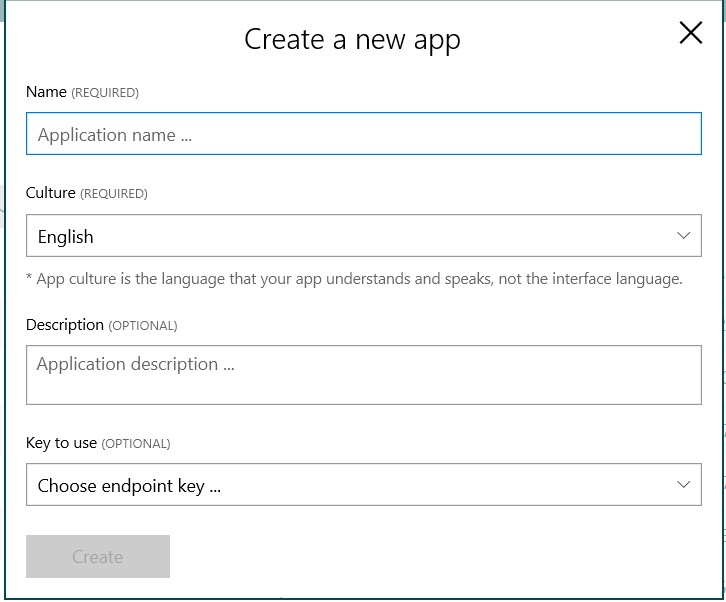 Create a new app
Name (REQUIRED)
Application name ...
Culture (REQUIRED)
English
* App culture is the language that your app understands and speaks, not the interface language.
Description (OPTIONAL)
Application description ...
Key to use (OPTIONAL)
Choose endpoint key ...
Create